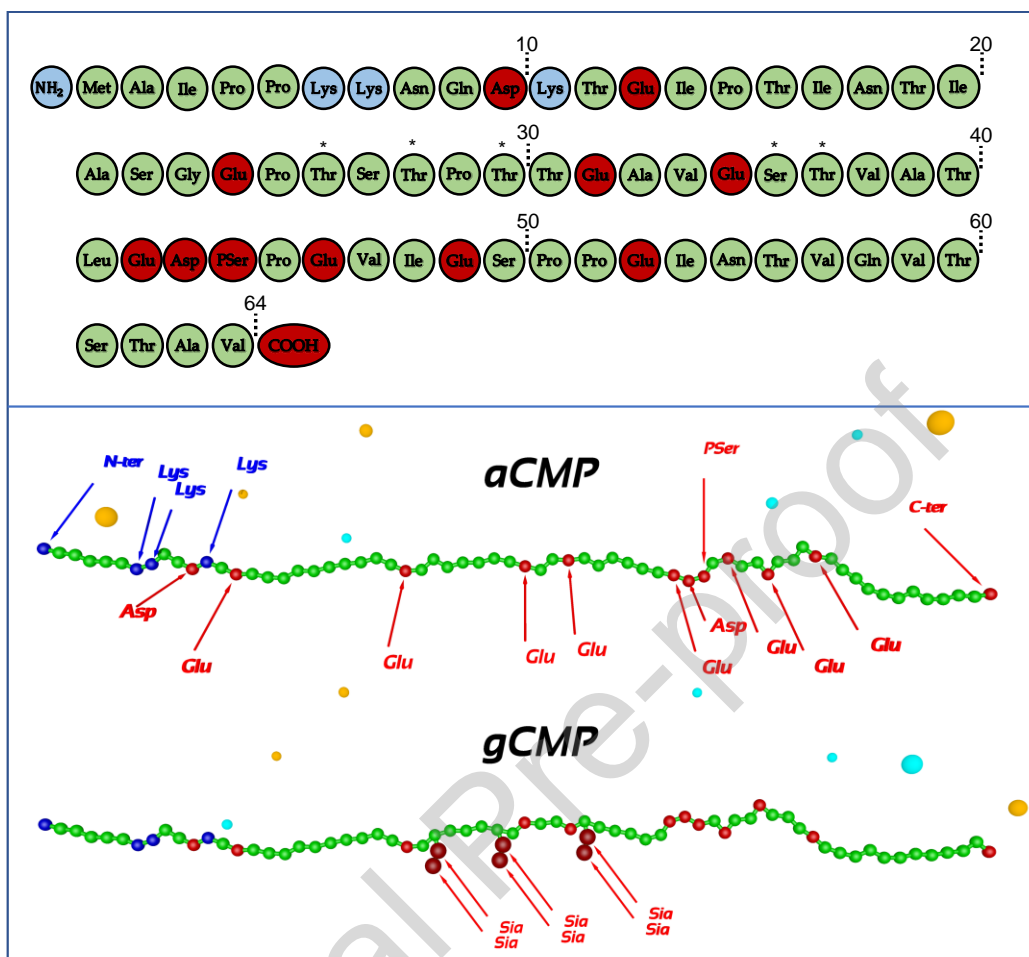 10 20
NH2 Met Ala Ile Pro Pro Lys Lys Asn Gln Asp Lys Thr Glu Ile Pro Thr Ile Asn Thr Ile
* * * 30 * * 40
Ala Ser Gly Glu Pro Thr Ser Thr Pro Thr Thr Glu Ala Val Glu Ser Thr Val Ala Thr
50 60
Leu Glu Asp PSer Pro Glu Val Ile Glu Ser Pro Pro Glu Ile Asn Thr Val Gln Val Thr
64
Ser Thr Ala Val COOH
aCMP
N-ter Lys Lys Lys PSer C-ter
Asp Glu Glu Glu Glu Glu Asp Glu Glu Glu
gCMP
Sia Sia Sia
Sia Sia Sia
al Pre-proof